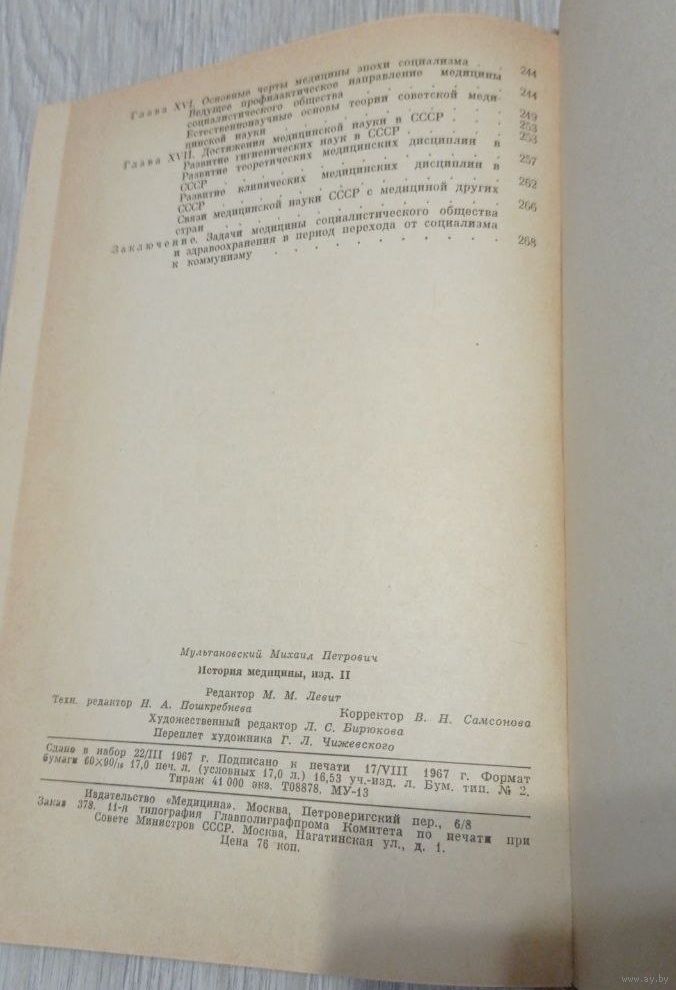 Глава XVI. Основные черты медицины эпохи социализма . . 244
Ведущее профилактическое направление медицины
социалистического общества . . . . . . . . 244
Естественнонаучные основы теории советской меди-
цинской науки . . . . . . . . . . 249
Глава XVII. Достижения медицинской науки в СССР . . . 253
Развитие гигиенических наук в СССР . . . . . 253
Развитие теоретических медицинских дисциплин в
СССР . . . . . . . . . . . . 257
Развитие клинических медицинских дисциплин в
СССР . . . . . . . . . . . . 262
Связи медицинской науки СССР с медициной других
стран . . . . . . . . . . . . 266
Заключение. Задачи медицины социалистического общества
и здравоохранения в период перехода от социализма
к коммунизму . . . . . . . . . . 268
Мультановский Михаил Петрович
История медицины, изд. II
Редактор М. М. Левит
Техн. редактор Н. А. Пошкребнева Корректор В. Н. Самсонова
Художественный редактор Л. С. Бирюкова
Переплет художника Г. Л. Чижевского
Сдано в набор 22/III 1967 г. Подписано к печати 17/VIII 1967 г. Формат
бумаги 60×90/16 17,0 печ. л. (условных 17,0 л.) 16,53 уч.-изд. л. Бум. тип. № 2.
Тираж 41 000 экз. Т08878. МУ-13
Издательство «Медицина». Москва, Петроверигский пер., 6/8
Заказ 378. 11-я типография Главполиграфпрома Комитета по печати при
Совете Министров СССР. Москва, Нагатинская ул., д. 1.
Цена 76 коп.
www.ay.by